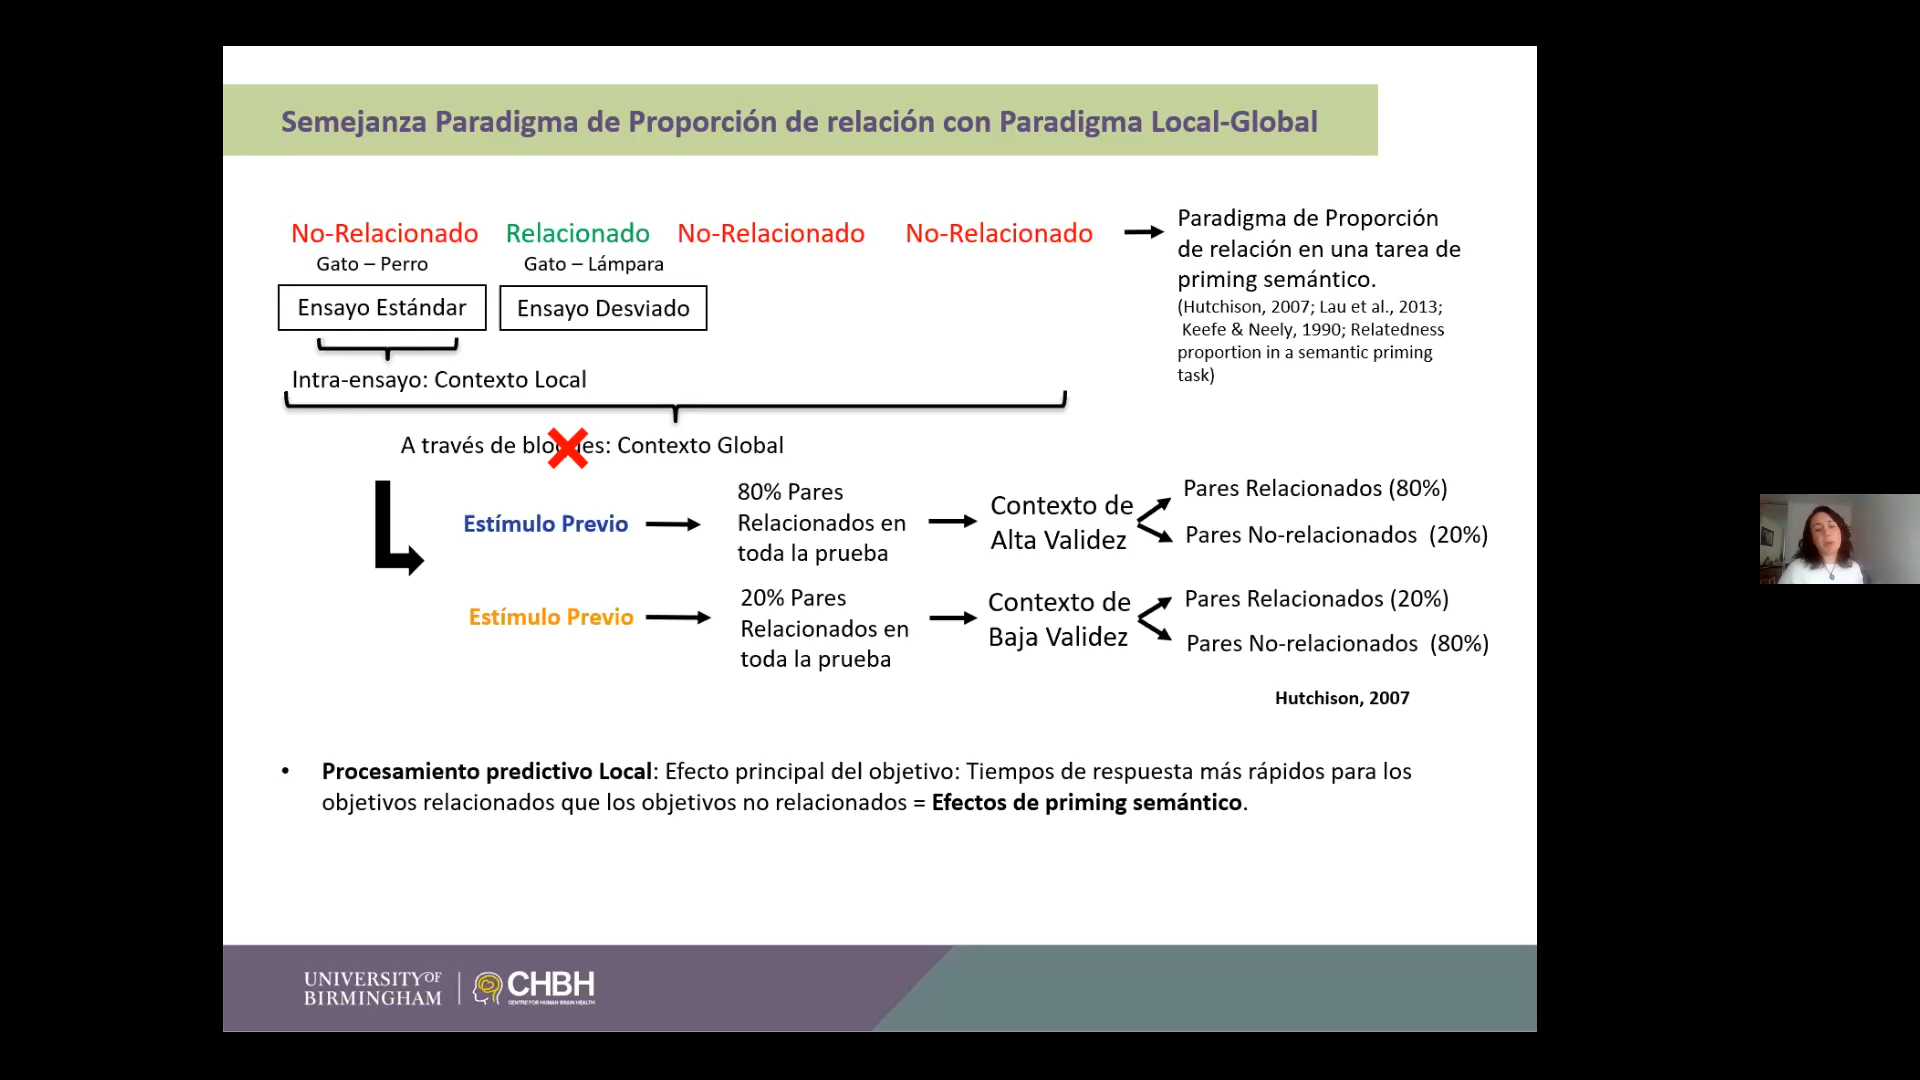 Semejanza Paradigma de Proporción de relación con Paradigma Local-Global
No-Relacionado Relacionado No-Relacionado No-Relacionado
Gato – Perro Gato – Lámpara
Ensayo Estándar Ensayo Desviado
Paradigma de Proporción
de relación en una tarea de
priming semántico.
(Hutchison, 2007; Lau et al., 2013;
Keefe & Neely, 1990; Relatedness
proportion in a semantic priming
task)
Intra-ensayo: Contexto Local
A través de bloques: Contexto Global
Estímulo Previo
80% Pares
Relacionados en
toda la prueba
Contexto de
Alta Validez
Pares Relacionados (80%)
Pares No-relacionados (20%)
Estímulo Previo
20% Pares
Relacionados en
toda la prueba
Contexto de
Baja Validez
Pares Relacionados (20%)
Pares No-relacionados (80%)
Hutchison, 2007
• Procesamiento predictivo Local: Efecto principal del objetivo: Tiempos de respuesta más rápidos para los
objetivos relacionados que los objetivos no relacionados = Efectos de priming semántico.
UNIVERSITY OF
BIRMINGHAM
CHBH
CENTRE FOR HUMAN BRAIN HEALTH